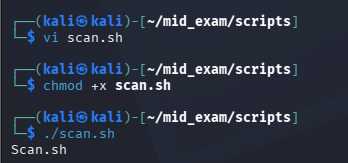 ┌──(kali㉿kali)-[~/mid_exam/scripts]
└─$ vi scan.sh
┌──(kali㉿kali)-[~/mid_exam/scripts]
└─$ chmod +x scan.sh
┌──(kali㉿kali)-[~/mid_exam/scripts]
└─$ ./scan.sh
Scan.sh